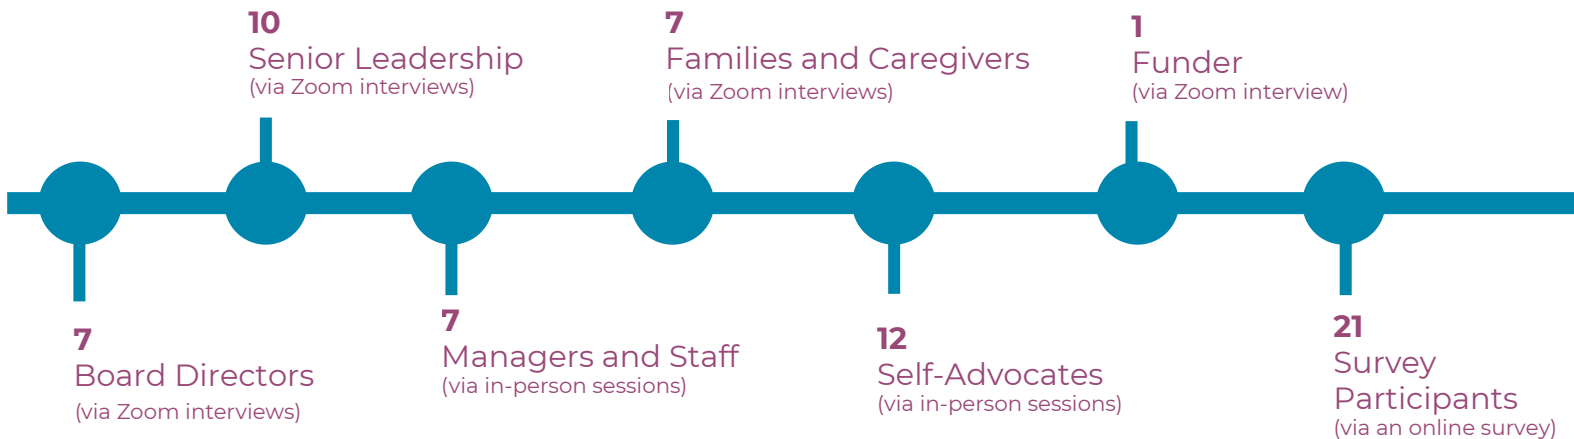 10
Senior Leadership
(via Zoom interviews)
7
Families and Caregivers
(via Zoom interviews)
1
Funder
(via Zoom interview)
7
Board Directors
(via Zoom interviews)
7
Managers and Staff
(via in-person sessions)
12
Self-Advocates
(via in-person sessions)
21
Survey
Participants
(via an online survey)